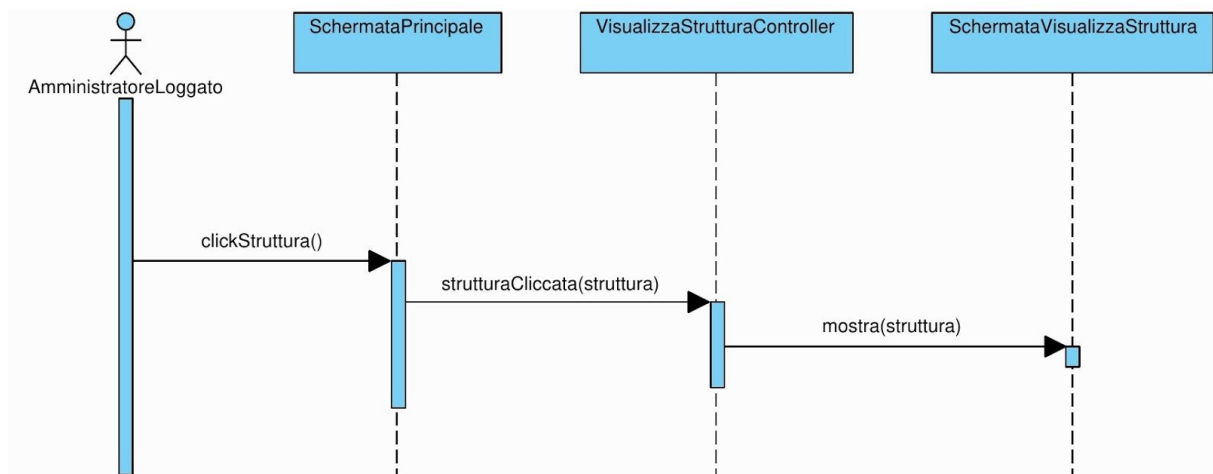 SchermataPrincipale
VisualizzaStrutturaController
SchermataVisualizzaStruttura
AmministratoreLoggato
clickStruttura()
strutturaCliccata(struttura)
mostra(struttura)